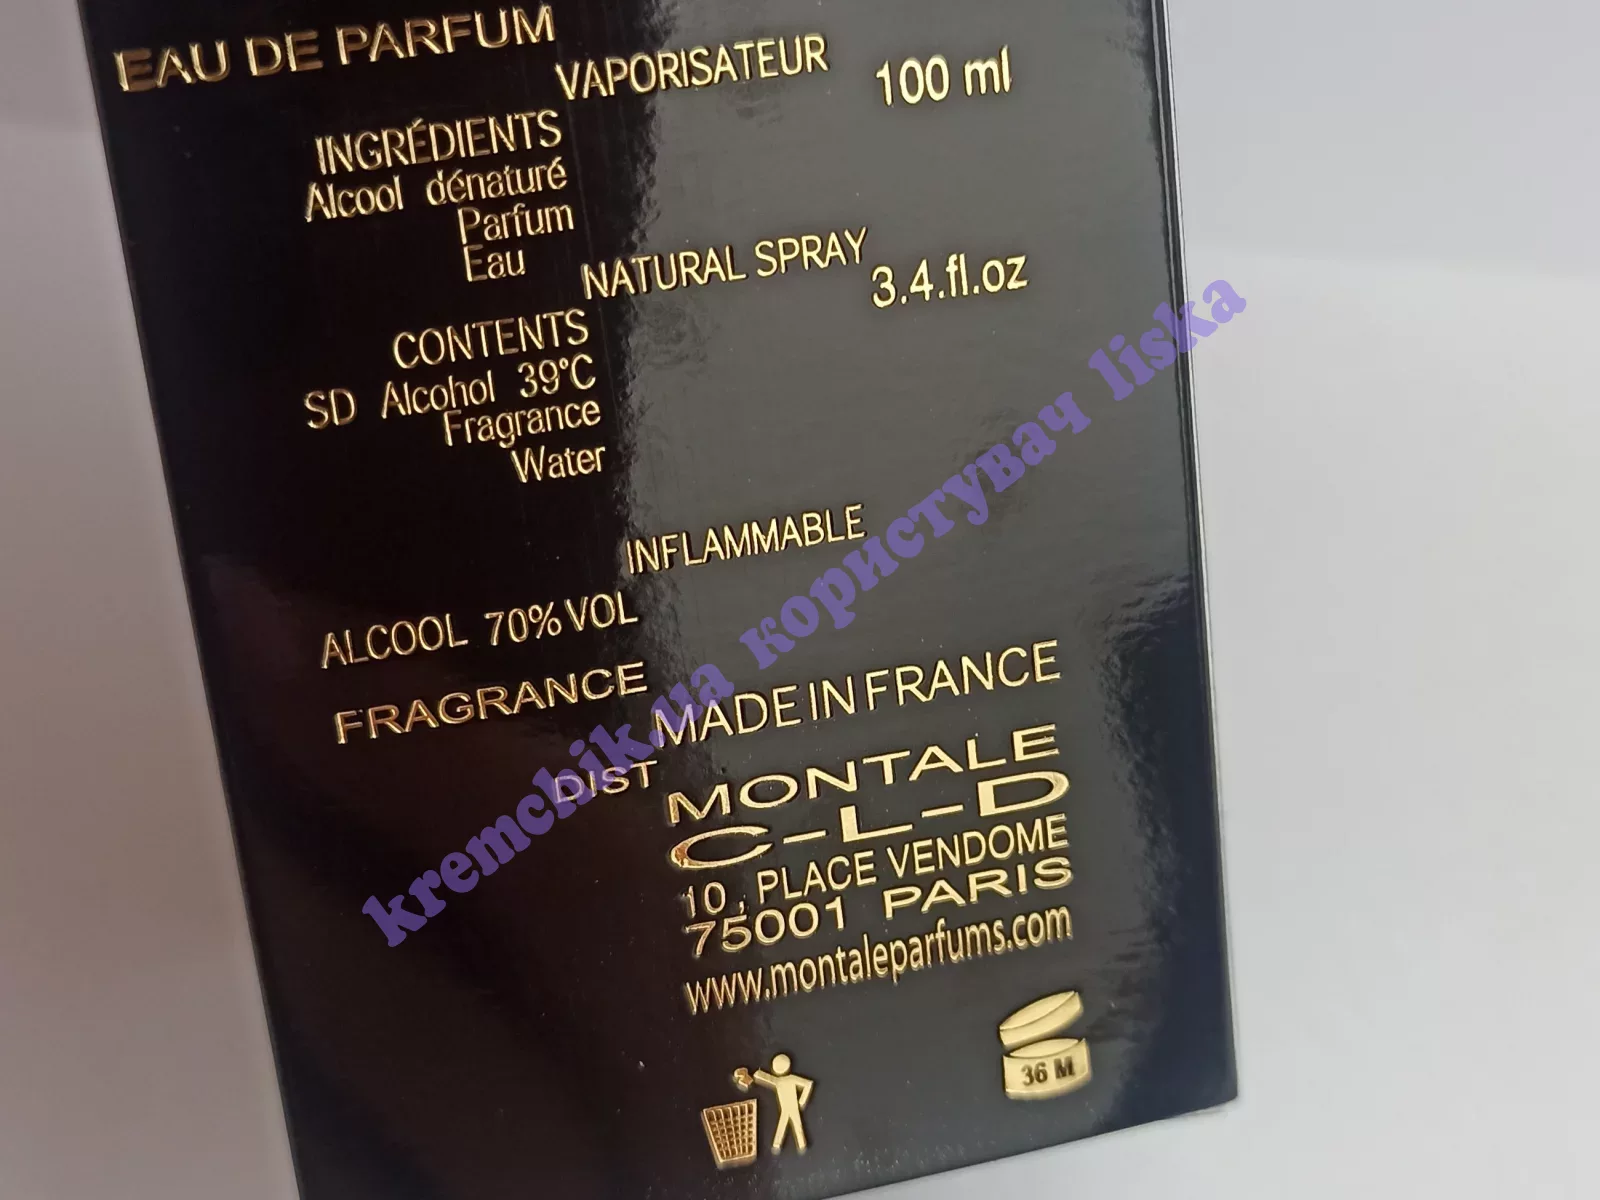 EAU DE PARFUM
VAPORISATEUR 100 ml
INGRÉDIENTS
Alcool dénaturé
Parfum
Eau
NATURAL SPRAY 3.4.fl.oz
CONTENTS
SD Alcohol 39°C
Fragrance
Water
INFLAMMABLE
ALCOOL 70% VOL
FRAGRANCE
MADE IN FRANCE
DIST MONTALE
C-L-D
10, PLACE VENDOME
75001 PARIS
www.montaleparfums.com
36 M
kremchik.ua користувач liska